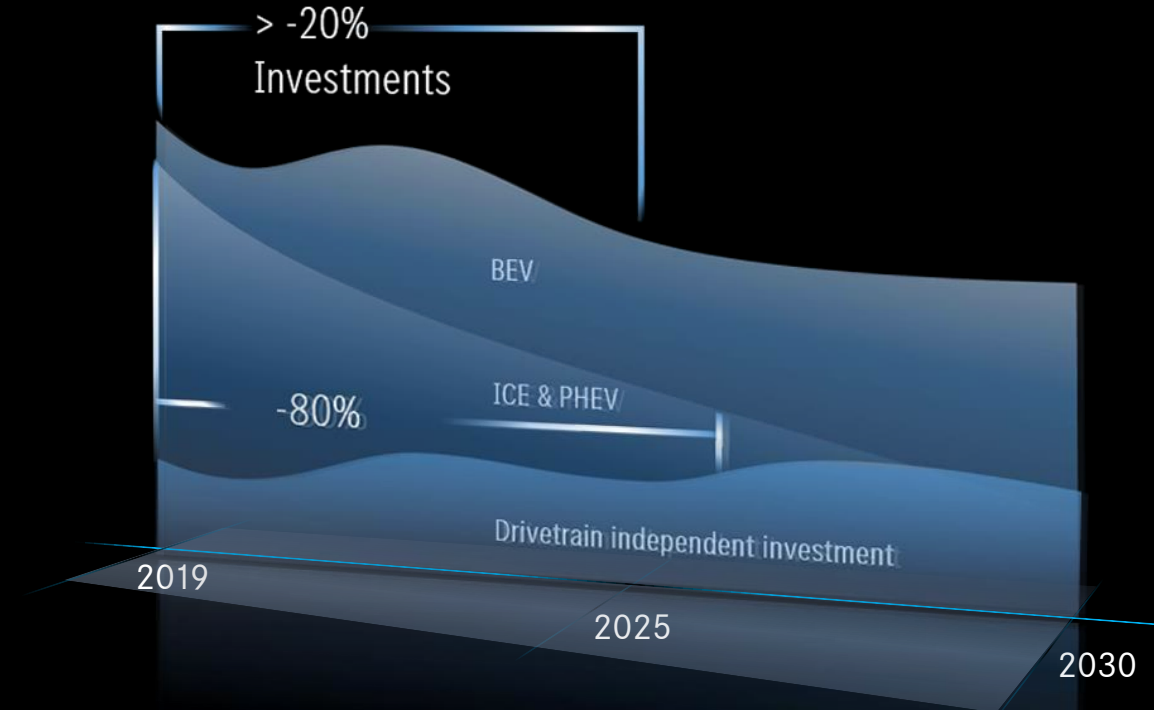 > -20%
Investments
BEV
ICE & PHEV
-80%
Drivetrain independent investment
2019
2025
2030